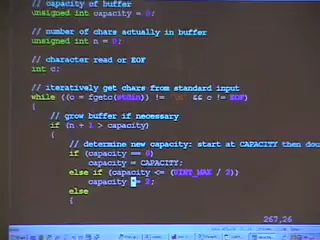 // capacity of buffer
unsigned int capacity = 0;
// number of chars actually in buffer
unsigned int n = 0;
// character read or EOF
int c;
// iteratively get chars from standard input
while ((c = fgetc(stdin)) != '\n' && c != EOF)
{
// grow buffer if necessary
if (n + 1 > capacity)
{
// determine new capacity: start at CAPACITY then dou
if (capacity == 0)
capacity = CAPACITY;
else if (capacity <= (UINT_MAX / 2))
capacity *= 2;
else
{
267,26